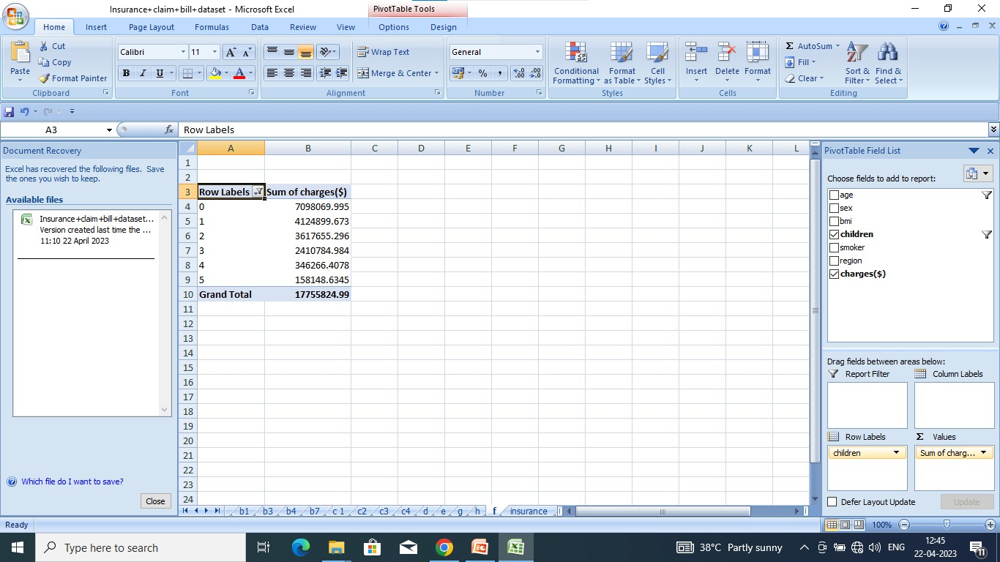 Insurance+claim+bill+dataset - Microsoft Excel
PivotTable Tools
Home Insert Page Layout Formulas Data Review View Options Design
Paste
Cut
Copy
Format Painter
Clipboard
Calibri 11
B I U
Font
Wrap Text
Merge & Center
Alignment
General
% , .00
Number
Conditional Formatting
Format as Table
Cell Styles
Styles
Insert Delete Format
Cells
Σ AutoSum
Fill
Clear
Sort & Filter
Find & Select
Editing
A3 fx Row Labels
Document Recovery
Excel has recovered the following files. Save
the ones you wish to keep.
Available files
Insurance+claim+bill+dataset...
Version created last time the ...
11:10 22 April 2023
Which file do I want to save?
Close
A B C D E F G H I J K L
1
2
3 Row Labels Sum of charges($)
4 0 7098069.995
5 1 4124899.673
6 2 3617655.296
7 3 2410784.984
8 4 346266.4078
9 5 158148.6345
10 Grand Total 17755824.99
11
12
13
14
15
16
17
18
19
20
21
22
23
24
b1 b3 b4 b7 c 1 c2 c3 c4 d e g h f insurance
PivotTable Field List
Choose fields to add to report:
age
sex
bmi
children
smoker
region
charges($)
Drag fields between areas below:
Report Filter Column Labels
Row Labels Σ Values
children Sum of charg...
Defer Layout Update Update
Ready 100%
Type here to search
38°C Partly sunny
ENG
12:45
22-04-2023
11